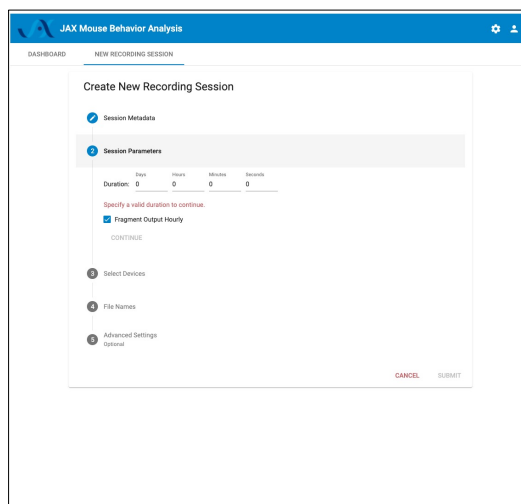 JAX Mouse Behavior Analysis
DASHBOARD NEW RECORDING SESSION
Create New Recording Session
Session Metadata
2 Session Parameters
Days Hours Minutes Seconds
Duration: 0 0 0 0
Specify a valid duration to continue.
Fragment Output Hourly
CONTINUE
3 Select Devices
4 File Names
5 Advanced Settings
Optional
CANCEL SUBMIT